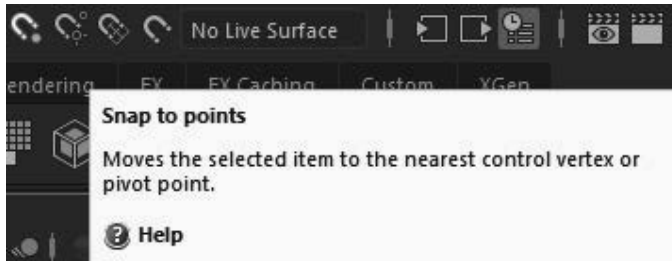 No Live Surface
endering FX FX Caching Custom XGen
Snap to points
Moves the selected item to the nearest control vertex or
pivot point.
Help